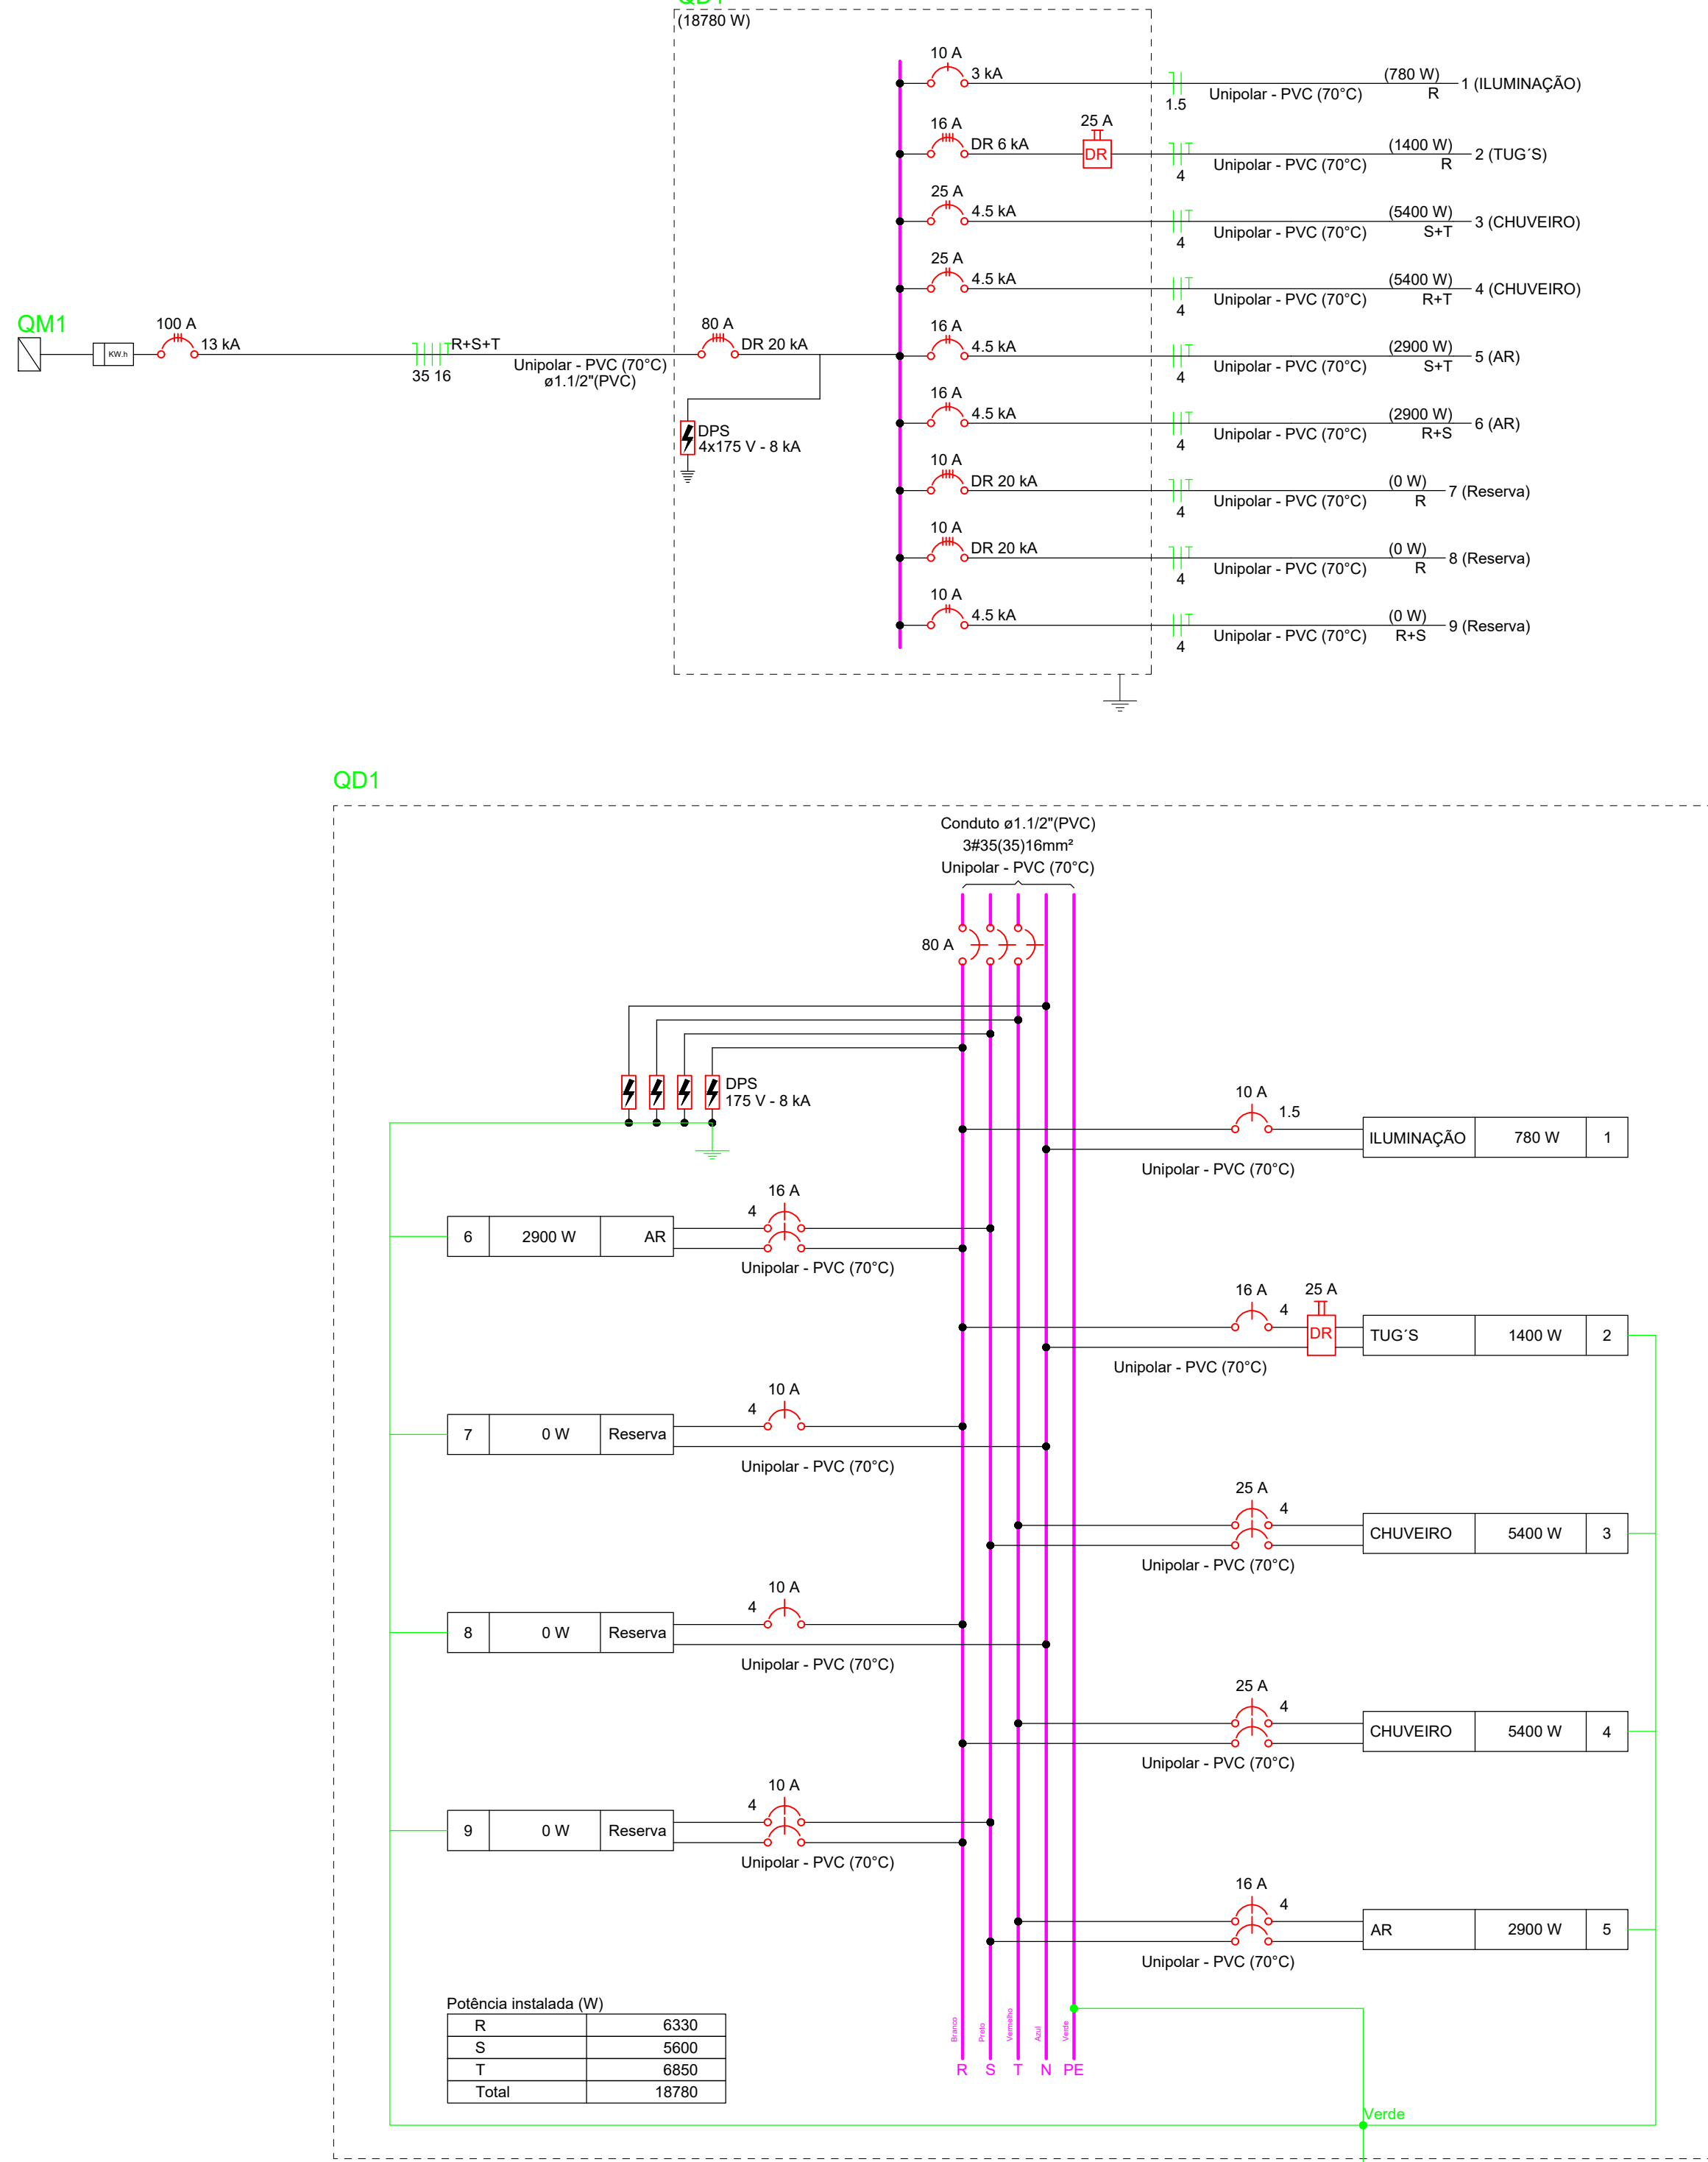 QD1
(18780 W)
10 A
3 kA
1.5
Unipolar - PVC (70°C)
(780 W)
R
1 (ILUMINAÇÃO)
16 A
DR 6 kA
25 A
DR
4
Unipolar - PVC (70°C)
(1400 W)
R
2 (TUG´S)
25 A
4.5 kA
4
Unipolar - PVC (70°C)
(5400 W)
S+T
3 (CHUVEIRO)
25 A
4.5 kA
4
Unipolar - PVC (70°C)
(5400 W)
R+T
4 (CHUVEIRO)
QM1
KW.h
100 A
13 kA
35 16
R+S+T
Unipolar - PVC (70°C)
ø1.1/2"(PVC)
80 A
DR 20 kA
DPS
4x175 V - 8 kA
16 A
4.5 kA
4
Unipolar - PVC (70°C)
(2900 W)
S+T
5 (AR)
16 A
4.5 kA
4
Unipolar - PVC (70°C)
(2900 W)
R+S
6 (AR)
10 A
DR 20 kA
4
Unipolar - PVC (70°C)
(0 W)
R
7 (Reserva)
10 A
DR 20 kA
4
Unipolar - PVC (70°C)
(0 W)
R
8 (Reserva)
10 A
4.5 kA
4
Unipolar - PVC (70°C)
(0 W)
R+S
9 (Reserva)
QD1
Conduto ø1.1/2"(PVC)
3#35(35)16mm²
Unipolar - PVC (70°C)
80 A
DPS
175 V - 8 kA
10 A
1.5
ILUMINAÇÃO 780 W 1
Unipolar - PVC (70°C)
16 A
4
6 2900 W AR
Unipolar - PVC (70°C)
16 A
4
25 A
DR
TUG´S 1400 W 2
Unipolar - PVC (70°C)
10 A
4
7 0 W Reserva
Unipolar - PVC (70°C)
25 A
4
CHUVEIRO 5400 W 3
Unipolar - PVC (70°C)
10 A
4
8 0 W Reserva
Unipolar - PVC (70°C)
25 A
4
CHUVEIRO 5400 W 4
Unipolar - PVC (70°C)
10 A
4
9 0 W Reserva
Unipolar - PVC (70°C)
16 A
4
AR 2900 W 5
Unipolar - PVC (70°C)
Potência instalada (W)
R 6330
S 5600
T 6850
Total 18780
Branco
Preto
Vermelho
Azul
Verde
R S T N PE
Verde